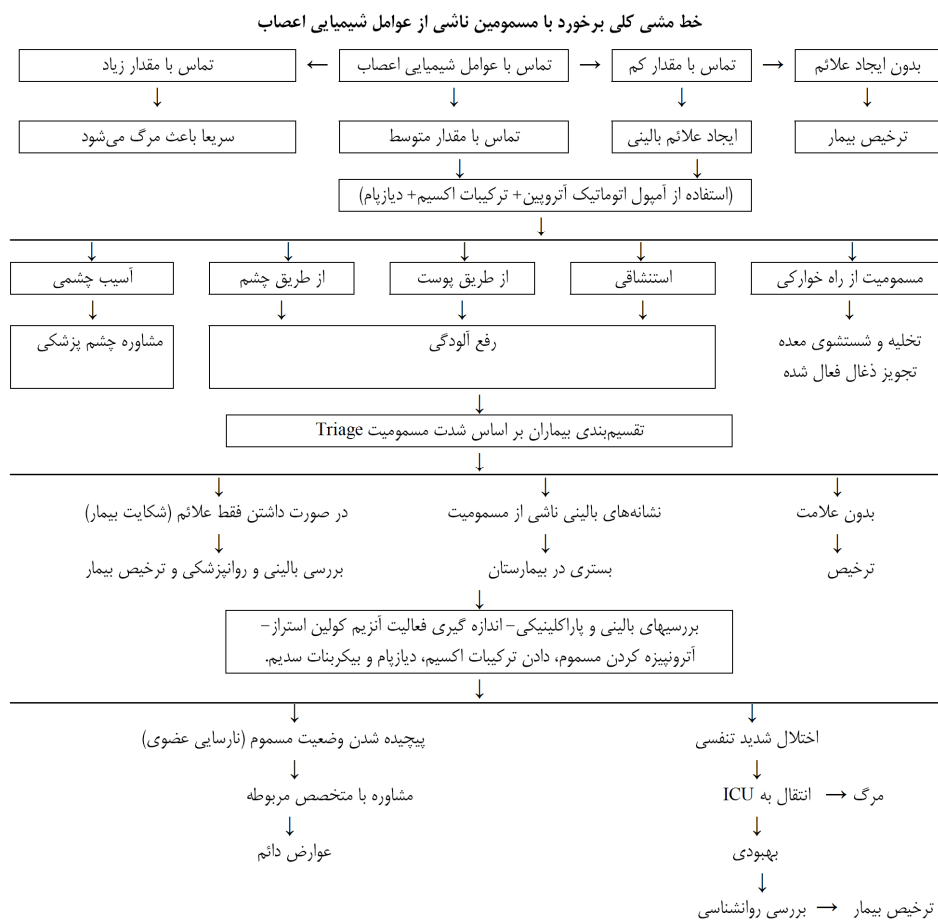 خط مشی کلی برخورد با مسمومین ناشی از عوامل شیمیایی اعصاب
بدون ایجاد علائم ← تماس با مقدار کم ← تماس با عوامل شیمیایی اعصاب → تماس با مقدار زیاد
ترخیص بیمار
ایجاد علائم بالینی
تماس با مقدار متوسط
سریعا باعث مرگ می‌شود
(استفاده از آمپول اتوماتیک آتروپین+ ترکیبات اکسیم+ دیازپام)
مسمومیت از راه خوارکی
استنشاقی
از طریق پوست
از طریق چشم
آسیب چشمی
تخلیه و شستشوی معده
تجویز ذغال فعال شده
رفع آلودگی
مشاوره چشم پزشکی
تقسیم‌بندی بیماران بر اساس شدت مسمومیت Triage
بدون علامت
نشانه‌های بالینی ناشی از مسمومیت
در صورت داشتن فقط علائم (شکایت بیمار)
ترخیص
بستری در بیمارستان
بررسی بالینی و روانپزشکی و ترخیص بیمار
بررسیهای بالینی و پاراکلینیکی– اندازه گیری فعالیت آنزیم کولین استراز–
آترونپیزه کردن مسموم، دادن ترکیبات اکسیم، دیازپام و بیکربنات سدیم.
اختلال شدید تنفسی
پیچیده شدن وضعیت مسموم (نارسایی عضوی)
مرگ ← انتقال به ICU
مشاوره با متخصص مربوطه
بهبودی
عوارض دائم
ترخیص بیمار ← بررسی روانشناسی